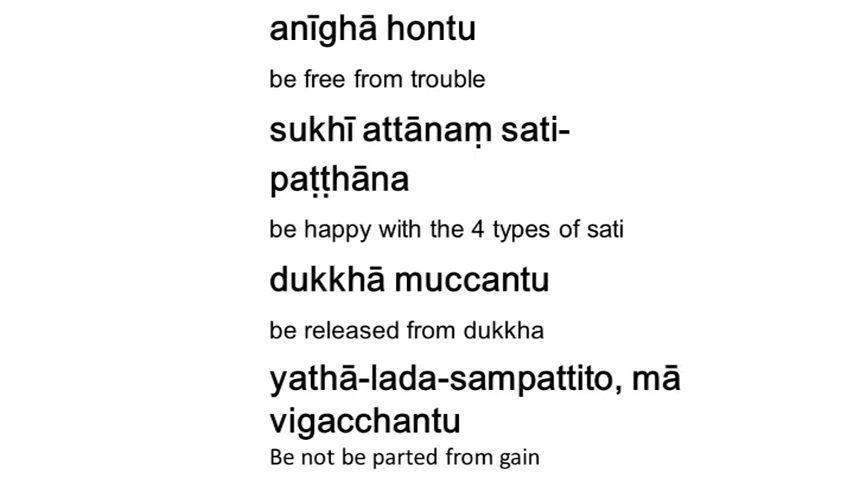 anīghā hontu
be free from trouble
sukhī attānaṃ sati-
paṭṭhāna
be happy with the 4 types of sati
dukkhā muccantu
be released from dukkha
yathā-lada-sampattito, mā
vigacchantu
Be not be parted from gain